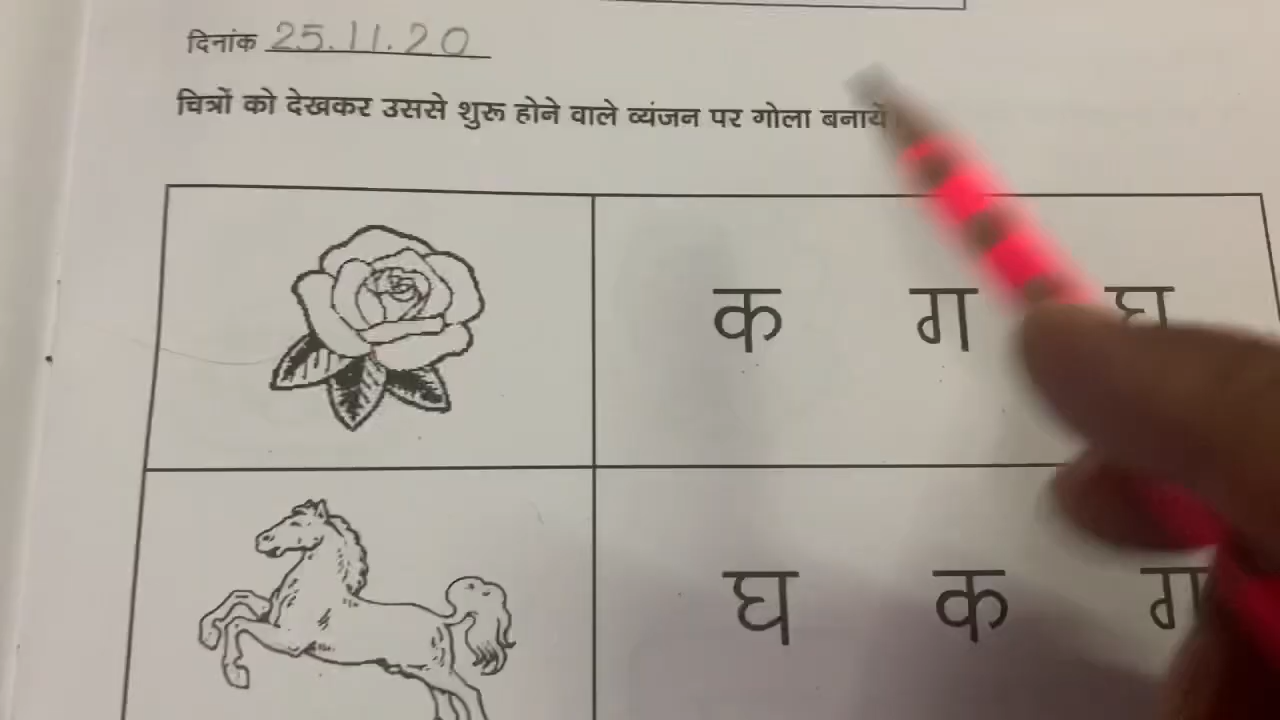 दिनांक 25.11.20
चित्रों को देखकर उससे शुरू होने वाले व्यंजन पर गोला बनायें
क ग घ
घ क ग